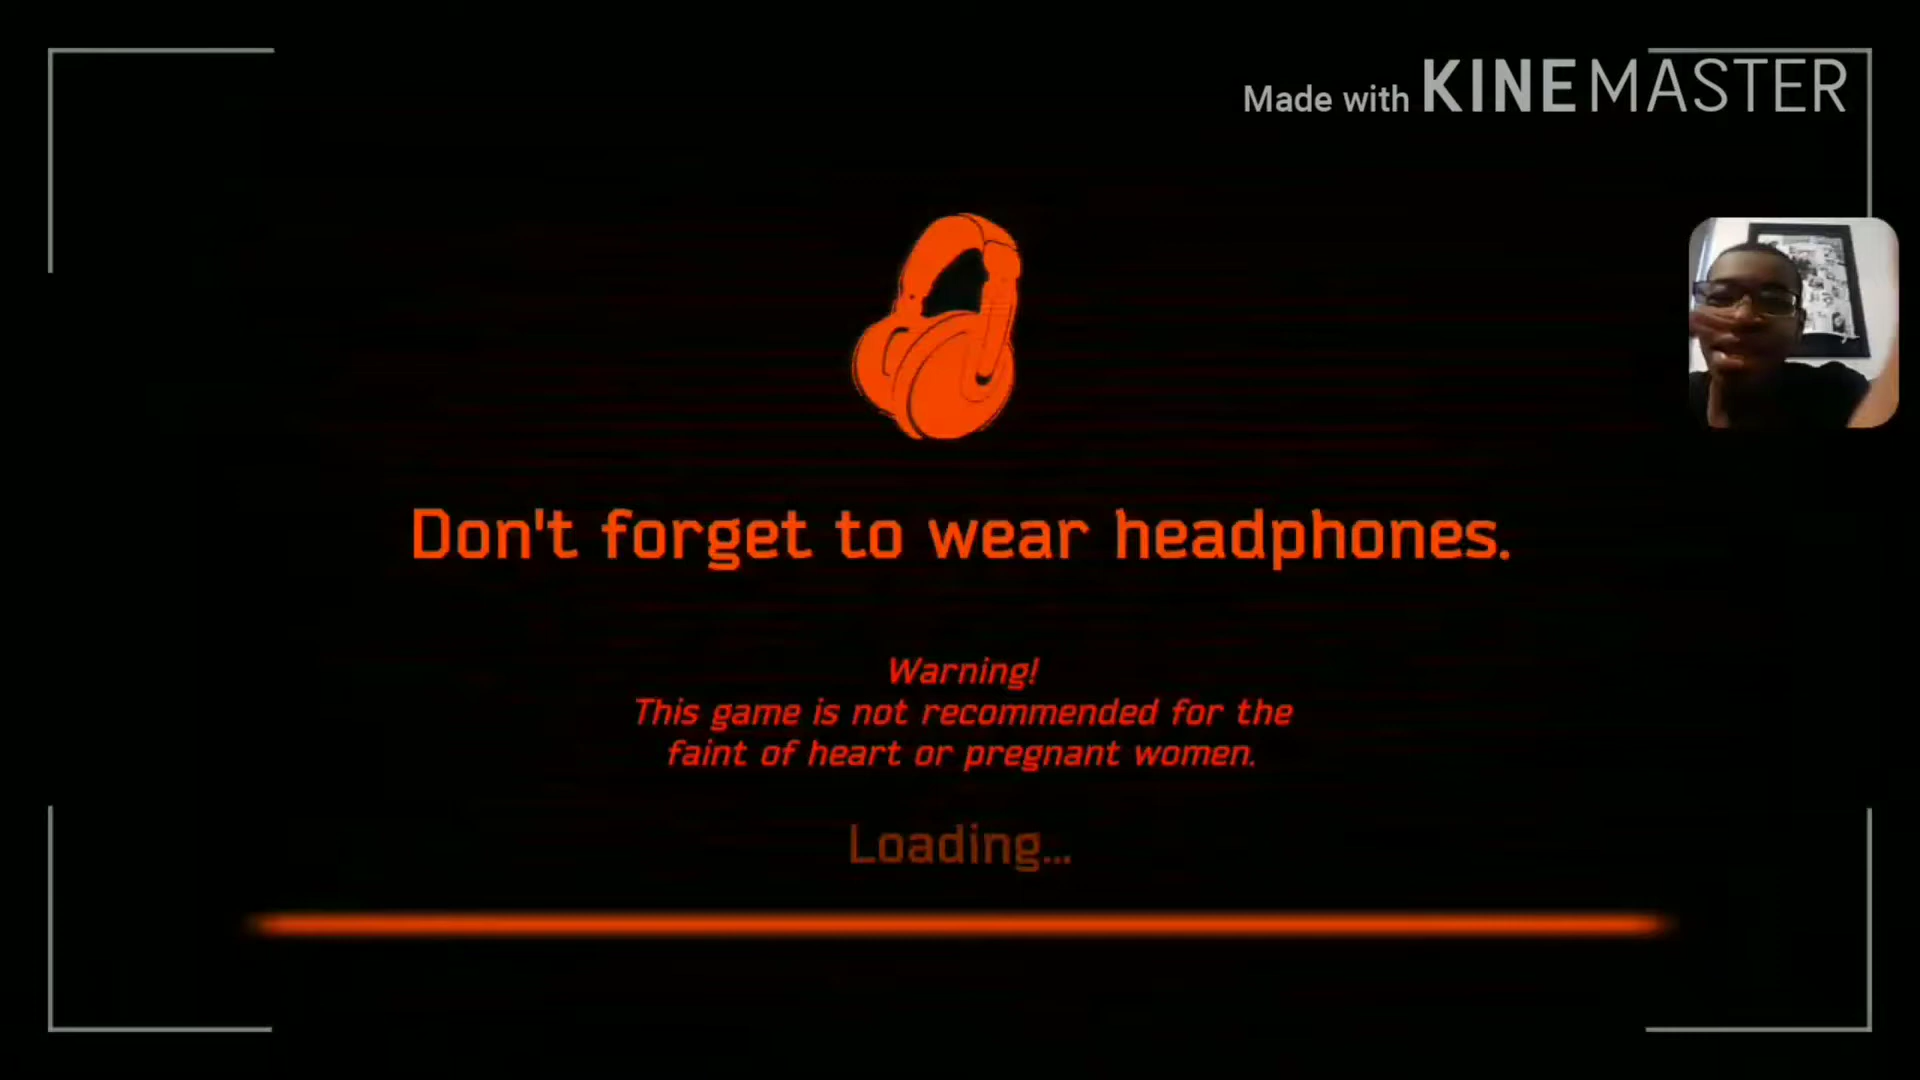 Made with KINEMASTER
Don't forget to wear headphones.
Warning!
This game is not recommended for the
faint of heart or pregnant women.
Loading...